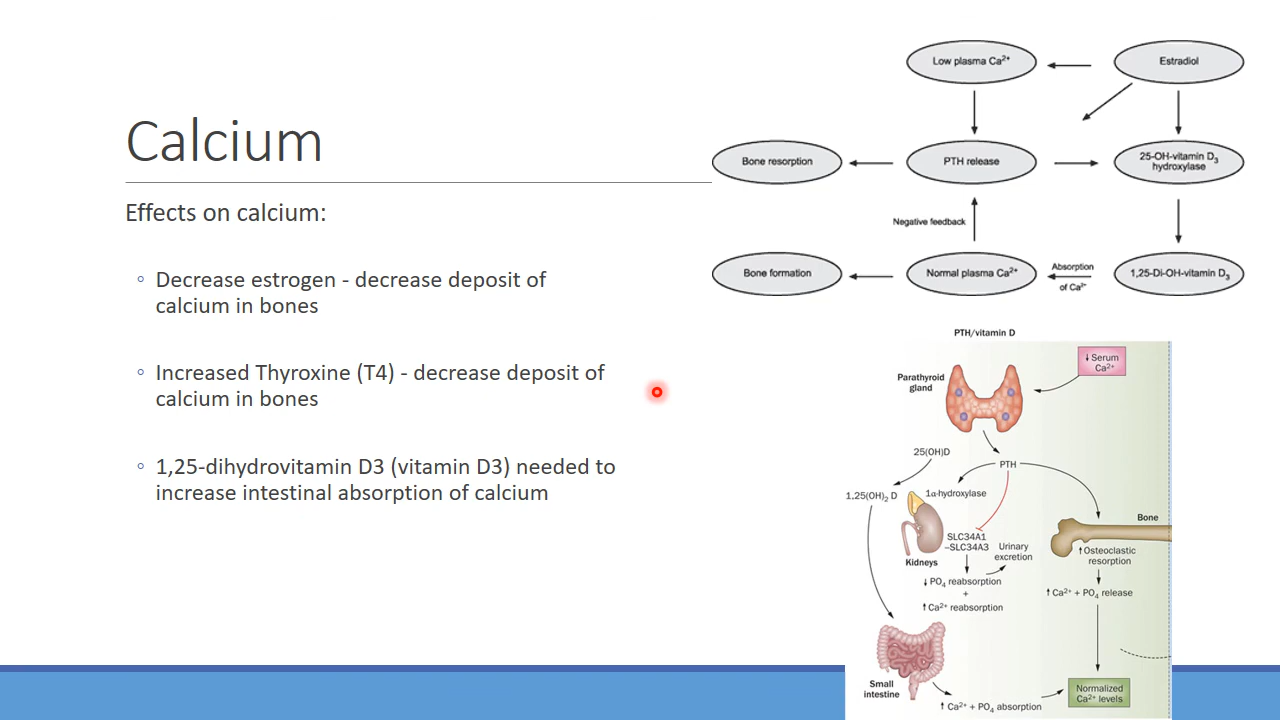 Calcium
Effects on calcium:
◦ Decrease estrogen - decrease deposit of
calcium in bones
◦ Increased Thyroxine (T4) - decrease deposit of
calcium in bones
◦ 1,25-dihydrovitamin D3 (vitamin D3) needed to
increase intestinal absorption of calcium
Low plasma Ca²⁺
Estradiol
Bone resorption
PTH release
25-OH-vitamin D₃
hydroxylase
Negative feedback
Bone formation
Normal plasma Ca²⁺
Absorption
of Ca²⁺
1,25-Di-OH-vitamin D₃
PTH/vitamin D
↓ Serum
Ca²⁺
Parathyroid
gland
25(OH)D
PTH
1,25(OH)₂ D
1α-hydroxylase
Kidneys
SLC34A1
–SLC34A3
Urinary
excretion
↓ PO₄ reabsorption
+
↑ Ca²⁺ reabsorption
Bone
↑ Osteoclastic
resorption
↑ Ca²⁺ + PO₄ release
Small
intestine
↑ Ca²⁺ + PO₄ absorption
Normalized
Ca²⁺ levels